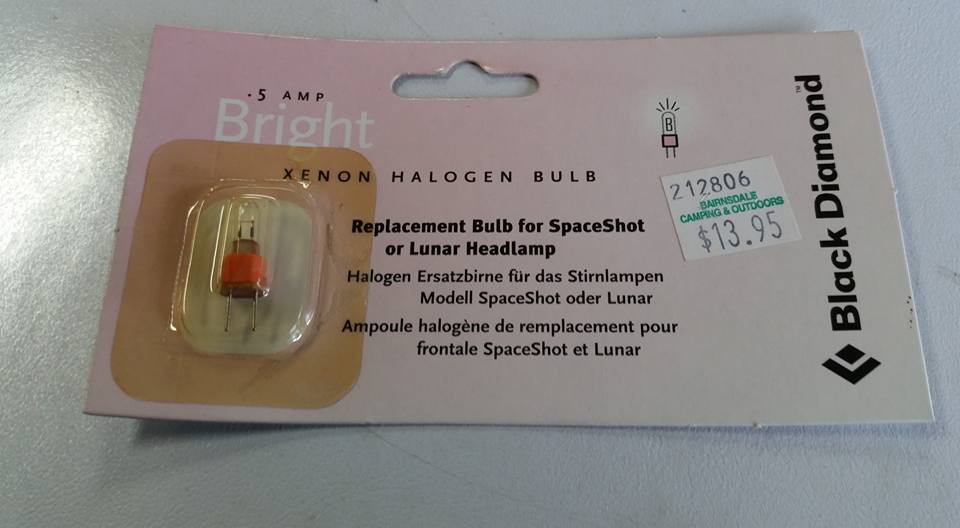 .5 AMP
Bright
XENON HALOGEN BULB
Replacement Bulb for SpaceShot
or Lunar Headlamp
Halogen Ersatzbirne für das Stirnlampen
Modell SpaceShot oder Lunar
Ampoule halogène de remplacement pour
frontale SpaceShot et Lunar
B
212806
BAIRNSDALE
CAMPING & OUTDOORS
$13.95
Black Diamond™